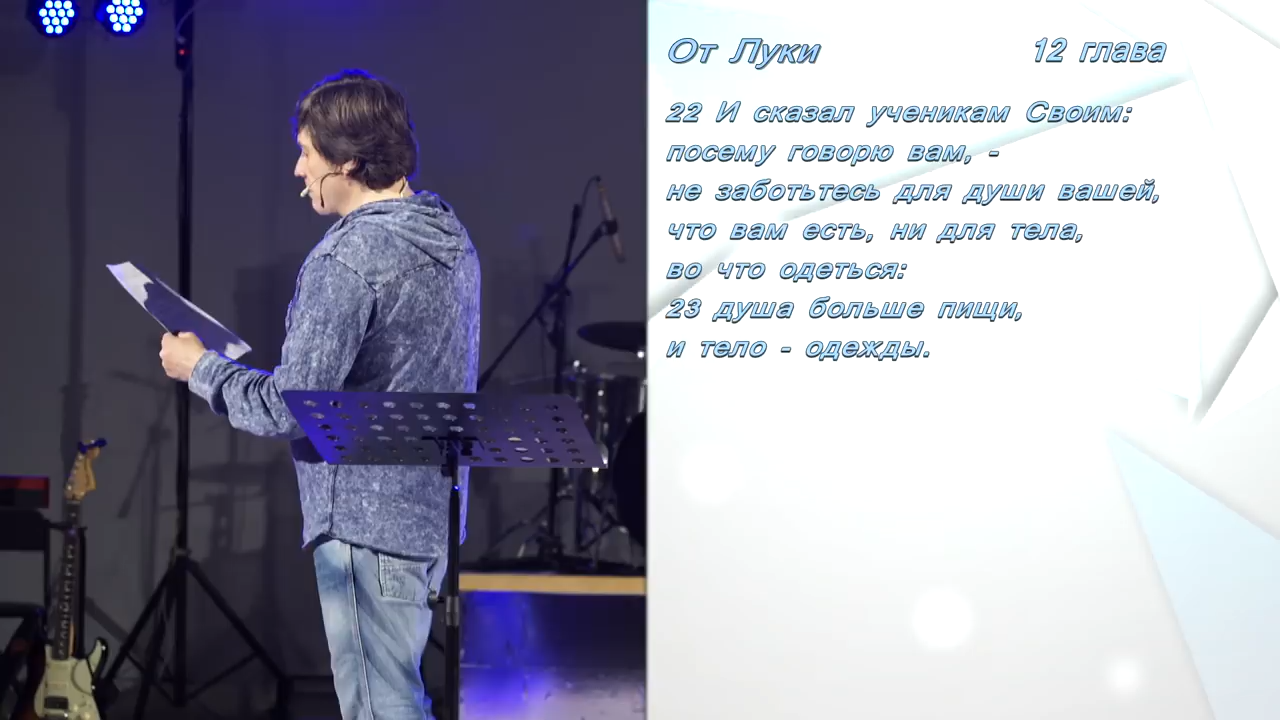 От Луки 12 глава
22 И сказал ученикам Своим:
посему говорю вам, -
не заботьтесь для души вашей,
что вам есть, ни для тела,
во что одеться:
23 душа больше пищи,
и тело - одежды.